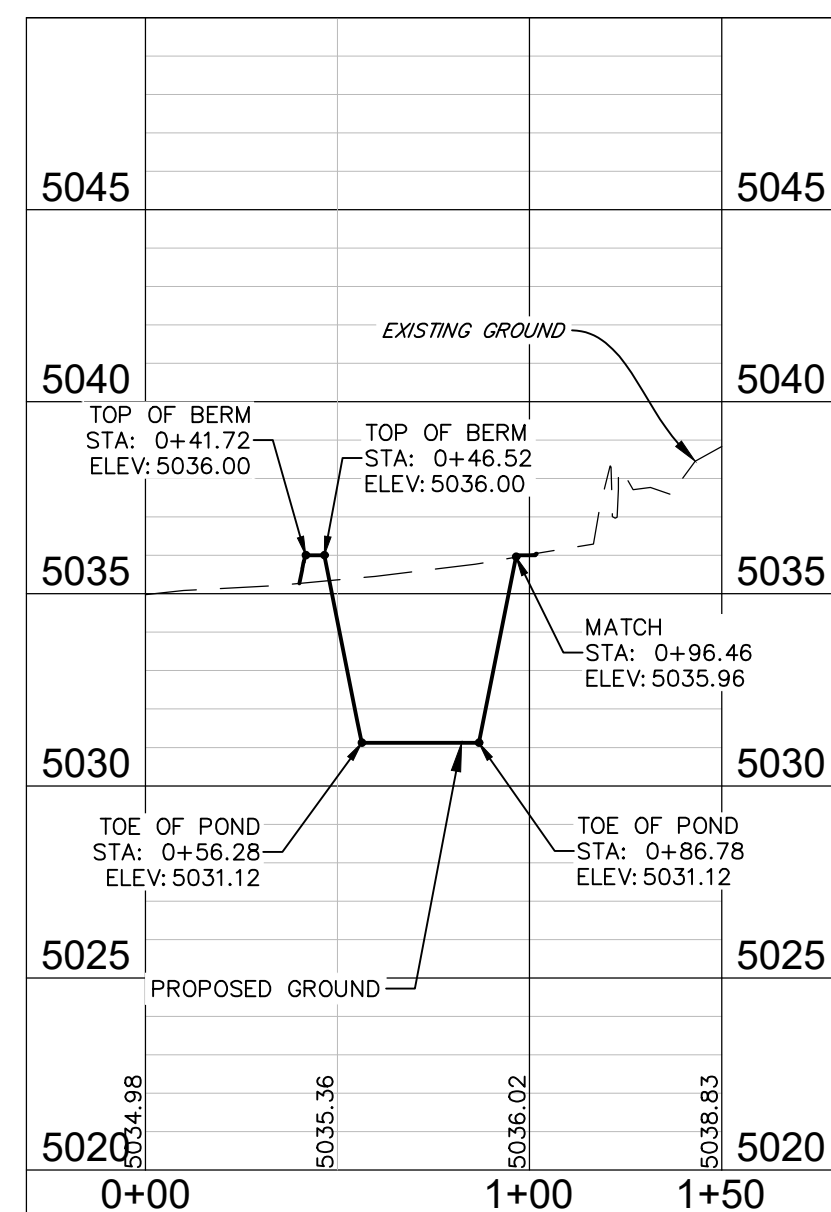 5045
5045
EXISTING GROUND
5040
5040
TOP OF BERM
STA: 0+41.72
ELEV: 5036.00
TOP OF BERM
STA: 0+46.52
ELEV: 5036.00
5035
5035
MATCH
STA: 0+96.46
ELEV: 5035.96
5030
5030
TOE OF POND
STA: 0+56.28
ELEV: 5031.12
TOE OF POND
STA: 0+86.78
ELEV: 5031.12
5025
5025
PROPOSED GROUND
5020
5034.98
5035.36
5036.02
5038.83
5020
0+00
1+00
1+50